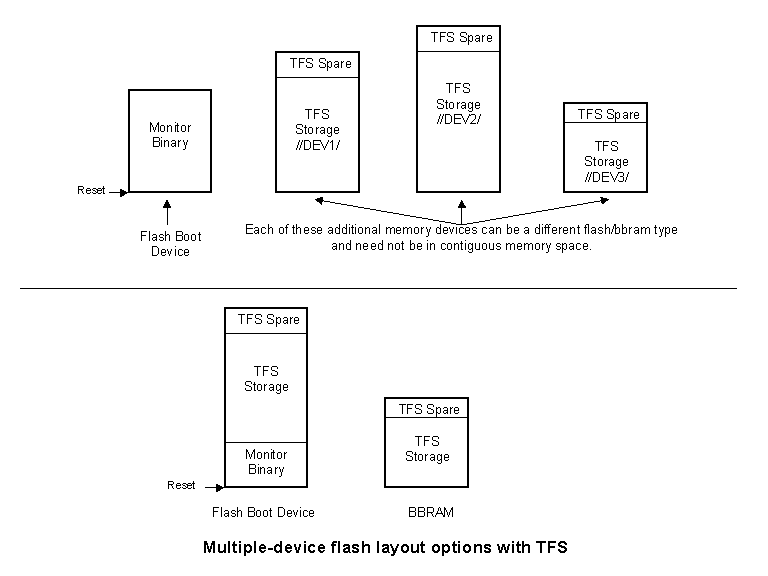 TFS Spare
TFS
Storage
//DEV2/
TFS Spare
TFS
Storage
//DEV1/
Monitor
Binary
TFS Spare
TFS
Storage
//DEV3/
Reset
Flash Boot
Device
Each of these additional memory devices can be a different flash/bbram type
and need not be in contiguous memory space.
TFS Spare
TFS
Storage
Monitor
Binary
Reset
Flash Boot Device
TFS Spare
TFS
Storage
BBRAM
Multiple-device flash layout options with TFS